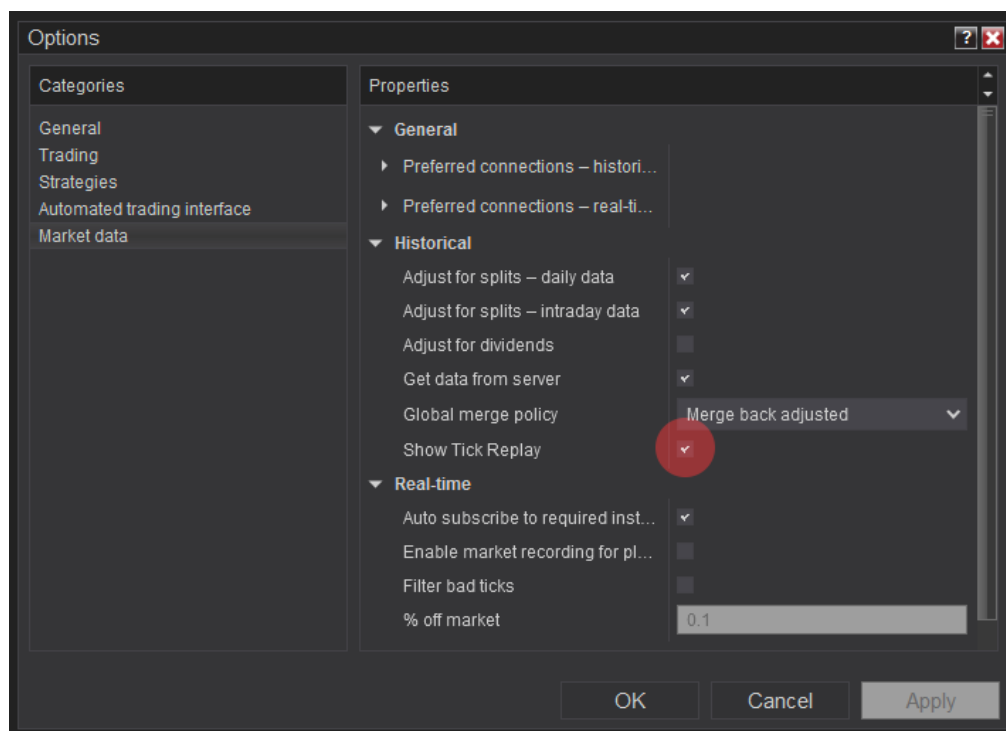 Options
Categories
Properties
General
Trading
Strategies
Automated trading interface
Market data
General
Preferred connections – histori...
Preferred connections – real-ti...
Historical
Adjust for splits – daily data
Adjust for splits – intraday data
Adjust for dividends
Get data from server
Global merge policy Merge back adjusted
Show Tick Replay
Real-time
Auto subscribe to required inst...
Enable market recording for pl...
Filter bad ticks
% off market 0.1
OK Cancel Apply